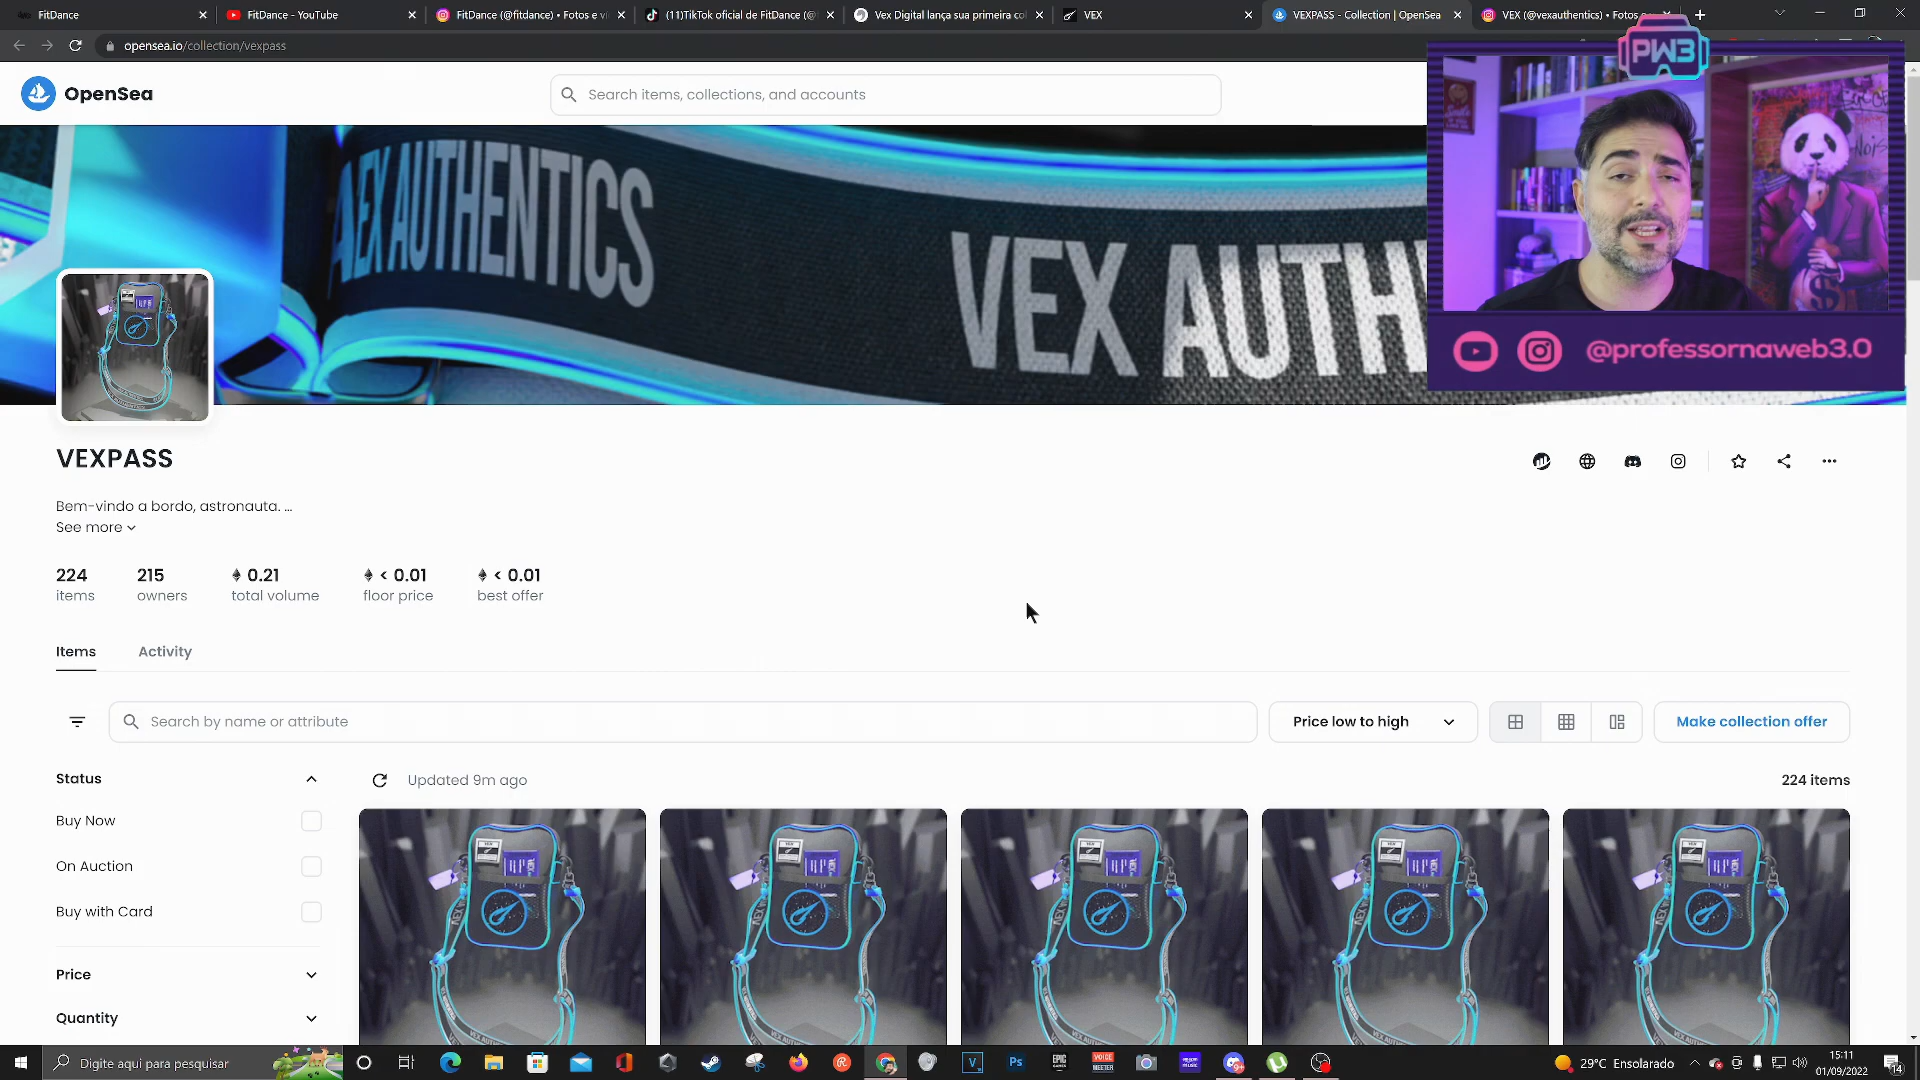 FitDance
FitDance - YouTube
FitDance (@fitdance) • Fotos e ví
(11)TikTok oficial de FitDance (@
Vex Digital lança sua primeira co
VEX
VEXPASS - Collection | OpenSea
VEX (@vexauthentics) • Fotos e
opensea.io/collection/vexpass
PW3
OpenSea
Search items, collections, and accounts
VEX AUTHENTICS
VEX AUTH
@professornaweb3.0
VEXPASS
Bem-vindo a bordo, astronauta. ...
See more
224
215
0.21
< 0.01
< 0.01
items
owners
total volume
floor price
best offer
Items
Activity
Search by name or attribute
Price low to high
Make collection offer
Status
Updated 9m ago
224 items
Buy Now
On Auction
Buy with Card
Price
Quantity
Digite aqui para pesquisar
29°C Ensolarado
15:11
01/09/2022
14